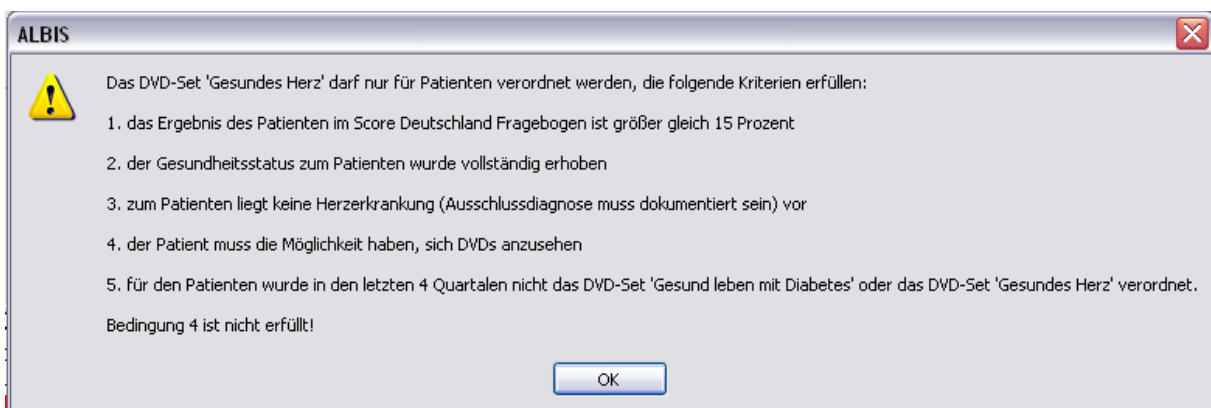 ALBIS
Das DVD-Set 'Gesundes Herz' darf nur für Patienten verordnet werden, die folgende Kriterien erfüllen:
1. das Ergebnis des Patienten im Score Deutschland Fragebogen ist größer gleich 15 Prozent
2. der Gesundheitsstatus zum Patienten wurde vollständig erhoben
3. zum Patienten liegt keine Herzerkrankung (Ausschlussdiagnose muss dokumentiert sein) vor
4. der Patient muss die Möglichkeit haben, sich DVDs anzusehen
5. für den Patienten wurde in den letzten 4 Quartalen nicht das DVD-Set 'Gesund leben mit Diabetes' oder das DVD-Set 'Gesundes Herz' verordnet.
Bedingung 4 ist nicht erfüllt!
OK